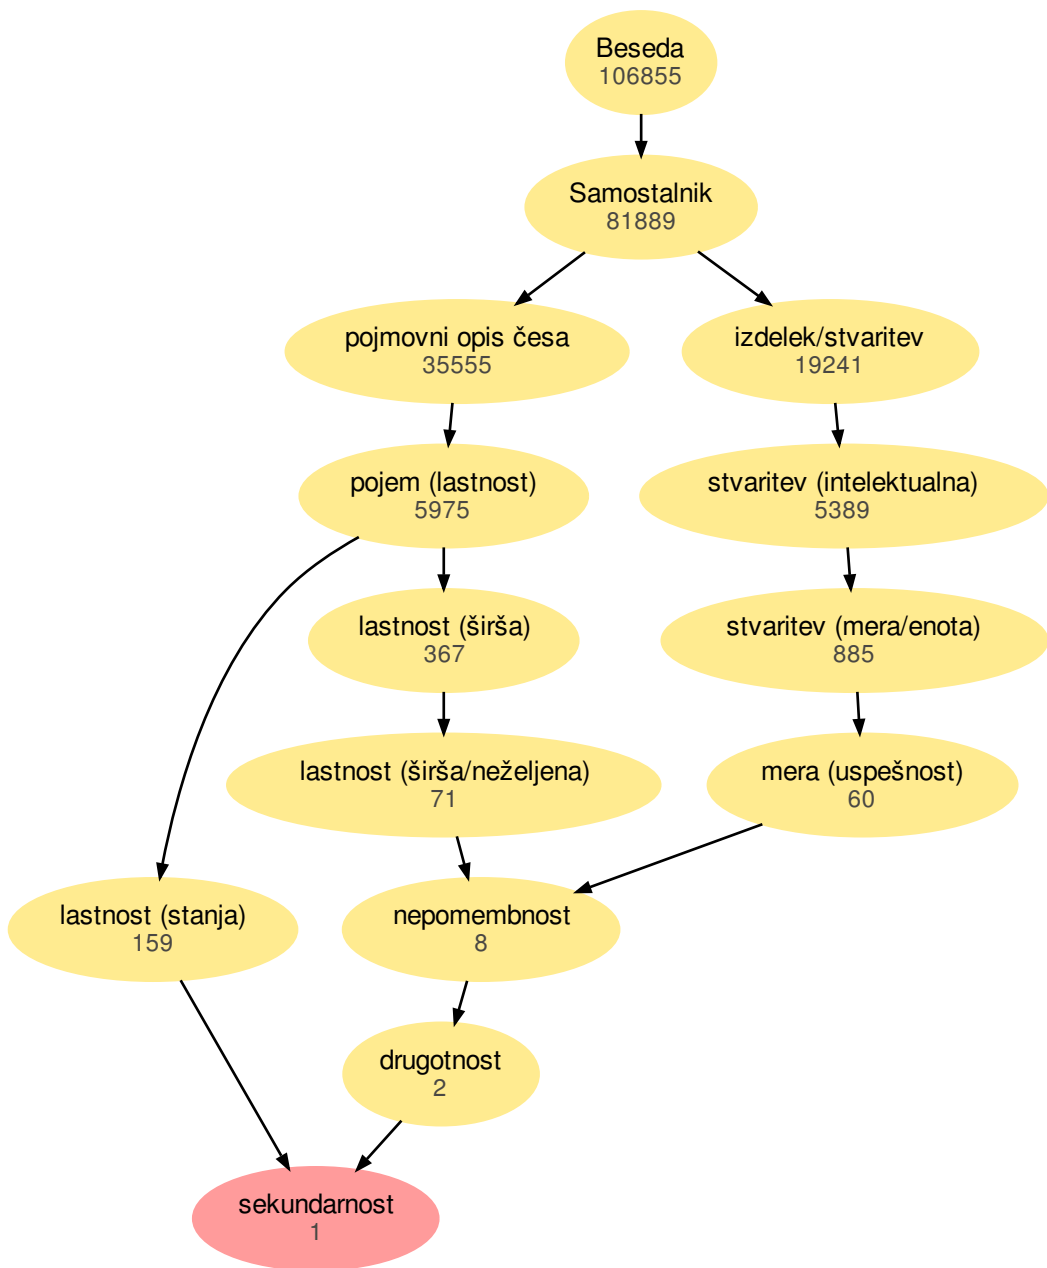 Beseda
106855
Samostalnik
81889
pojmovni opis česa
35555
izdelek/stvaritev
19241
pojem (lastnost)
5975
stvaritev (intelektualna)
5389
lastnost (širša)
367
stvaritev (mera/enota)
885
lastnost (širša/neželjena)
71
mera (uspešnost)
60
lastnost (stanja)
159
nepomembnost
8
drugotnost
2
sekundarnost
1